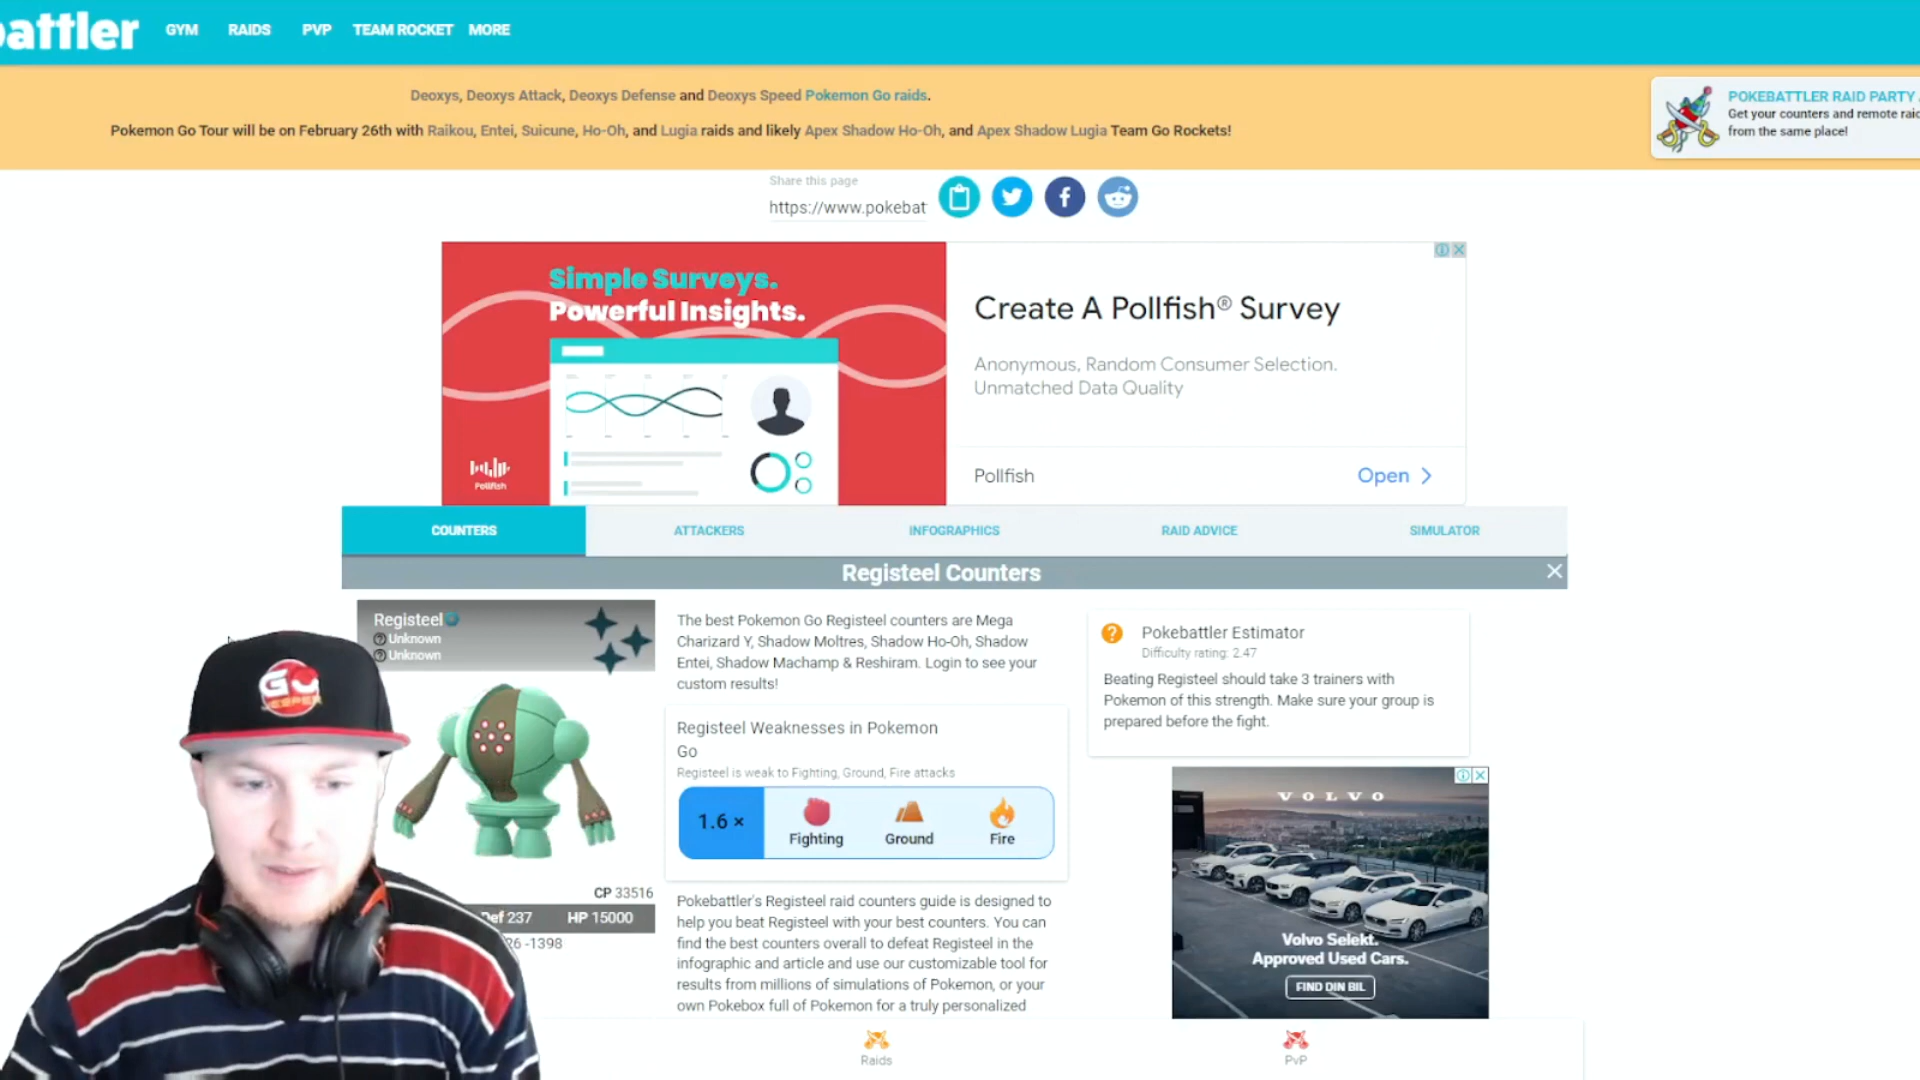 battler
GYM
RAIDS
PVP
TEAM ROCKET
MORE
Deoxys, Deoxys Attack, Deoxys Defense and Deoxys Speed Pokemon Go raids.
Pokemon Go Tour will be on February 26th with Raikou, Entei, Suicune, Ho-Oh, and Lugia raids and likely Apex Shadow Ho-Oh, and Apex Shadow Lugia Team Go Rockets!
POKEBATTLER RAID PARTY
Get your counters and remote raid
from the same place!
Share this page
https://www.pokebat
Simple Surveys.
Powerful Insights.
Pollfish
Create A Pollfish® Survey
Anonymous, Random Consumer Selection.
Unmatched Data Quality
Pollfish
Open
COUNTERS
ATTACKERS
INFOGRAPHICS
RAID ADVICE
SIMULATOR
Registeel Counters
Registeel
Unknown
Unknown
CP 33516
Def 237
HP 15000
26 -1398
GO
JESPER
The best Pokemon Go Registeel counters are Mega
Charizard Y, Shadow Moltres, Shadow Ho-Oh, Shadow
Entei, Shadow Machamp & Reshiram. Login to see your
custom results!
Registeel Weaknesses in Pokemon
Go
Registeel is weak to Fighting, Ground, Fire attacks
1.6 ×
Fighting
Ground
Fire
Pokebattler's Registeel raid counters guide is designed to
help you beat Registeel with your best counters. You can
find the best counters overall to defeat Registeel in the
infographic and article and use our customizable tool for
results from millions of simulations of Pokemon, or your
own Pokebox full of Pokemon for a truly personalized
Pokebattler Estimator
Difficulty rating: 2.47
Beating Registeel should take 3 trainers with
Pokemon of this strength. Make sure your group is
prepared before the fight.
VOLVO
Volvo Selekt.
Approved Used Cars.
FIND DIN BIL
Raids
PvP